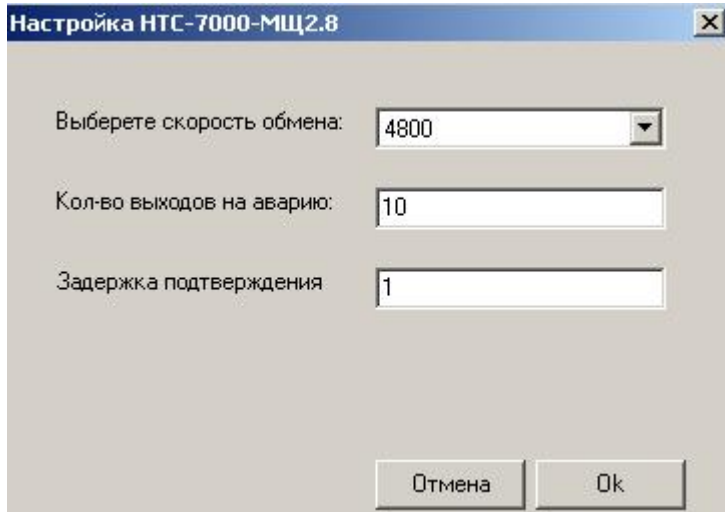 Настройка НТС-7000-МЩ2.8
Выберете скорость обмена:
4800
Кол-во выходов на аварию:
10
Задержка подтверждения
1
Отмена
Ok